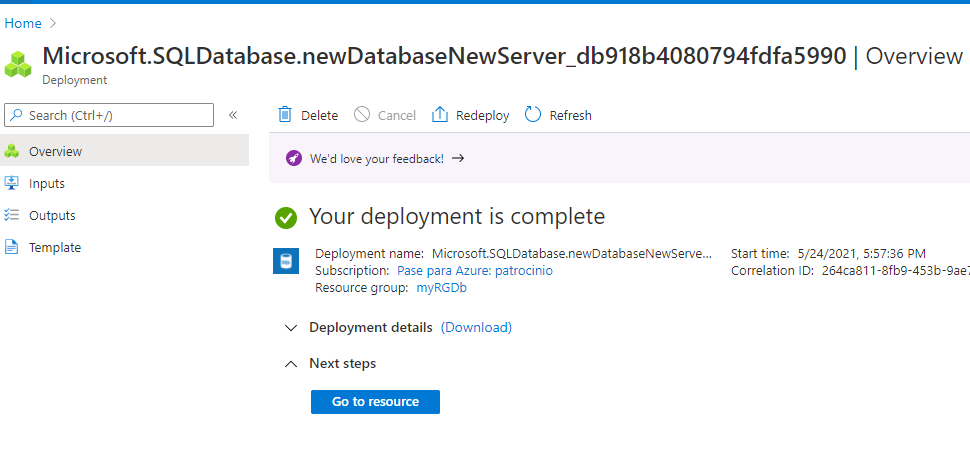 Home >
Microsoft.SQLDatabase.newDatabaseNewServer_db918b4080794fdfa5990 | Overview
Deployment
Search (Ctrl+/) «
Delete Cancel Redeploy Refresh
Overview
Inputs
Outputs
Template
We'd love your feedback! →
Your deployment is complete
Deployment name: Microsoft.SQLDatabase.newDatabaseNewServe...
Subscription: Pase para Azure: patrocinio
Resource group: myRGDb
Start time: 5/24/2021, 5:57:36 PM
Correlation ID: 264ca811-8fb9-453b-9ae7
Deployment details (Download)
Next steps
Go to resource